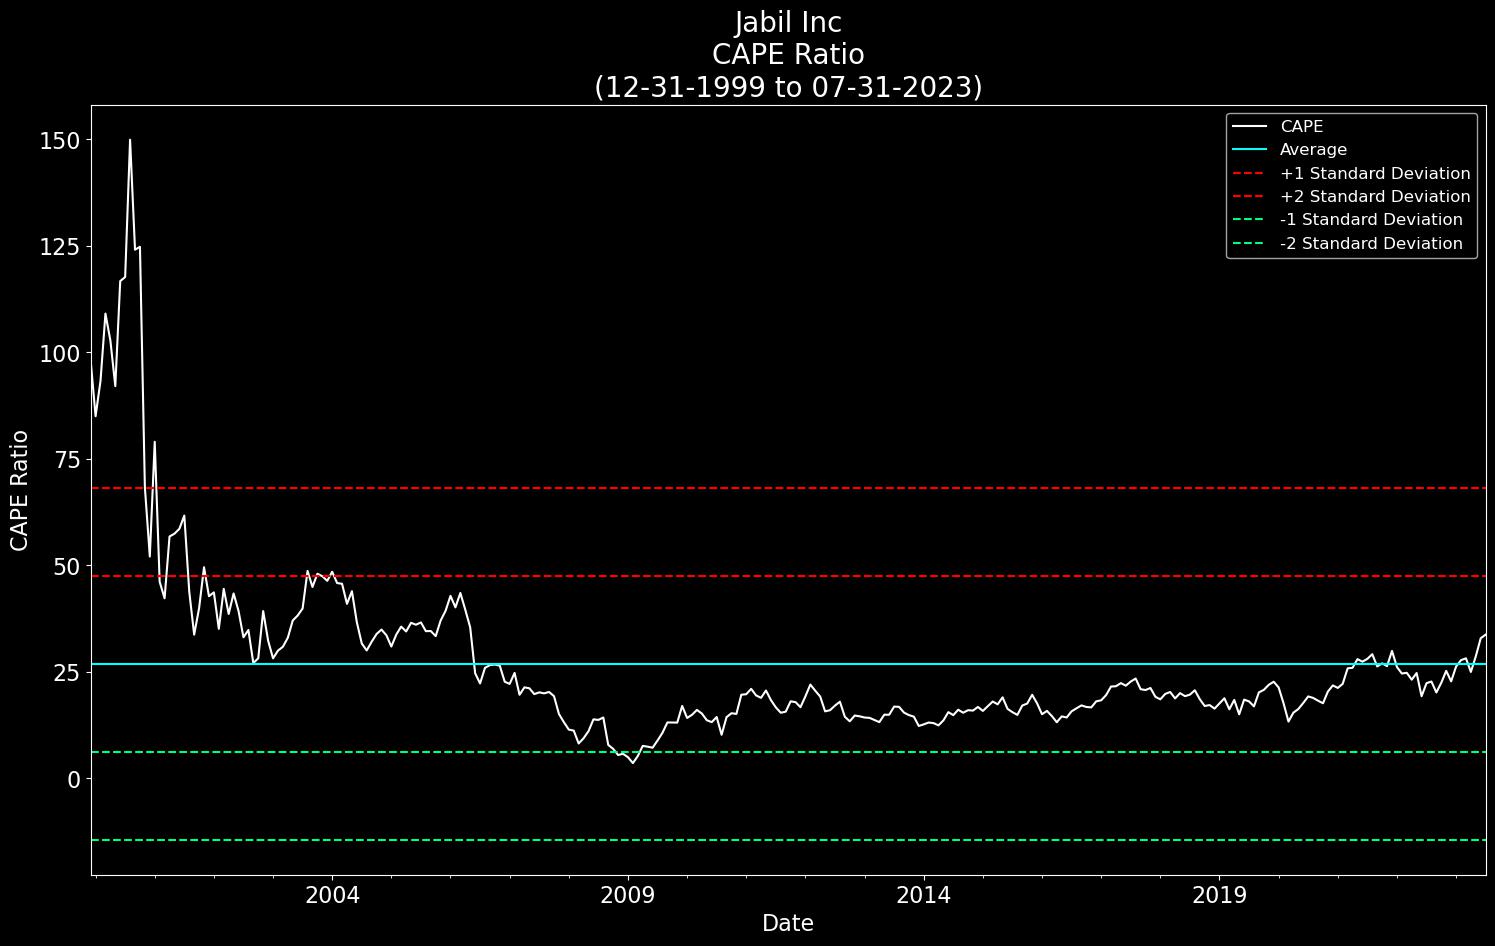 Jabil Inc
CAPE Ratio
(12-31-1999 to 07-31-2023)
CAPE
Average
+1 Standard Deviation
+2 Standard Deviation
-1 Standard Deviation
-2 Standard Deviation
150
125
100
75
50
25
0
CAPE Ratio
2004
2009
2014
2019
Date